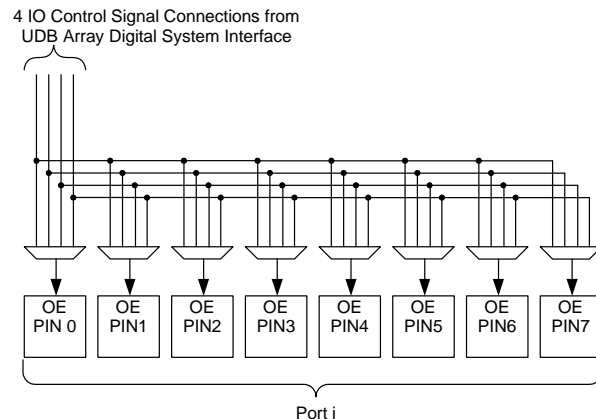 4 IO Control Signal Connections from
UDB Array Digital System Interface
OE
PIN 0
OE
PIN1
OE
PIN2
OE
PIN3
OE
PIN4
OE
PIN5
OE
PIN6
OE
PIN7
Port i